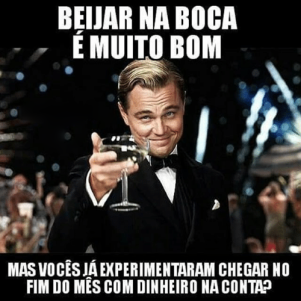 BEIJAR NA BOCA
É MUITO BOM
MAS VOCÊS JÁ EXPERIMENTARAM CHEGAR NO
FIM DO MÊS COM DINHEIRO NA CONTA?